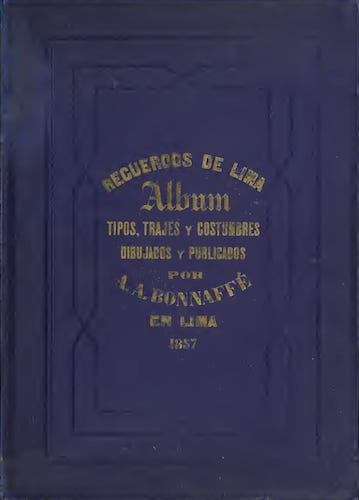 RECUERDOS DE LIMA
Album
TIPOS, TRAJES Y COSTUMBRES
DIBUJADOS Y PUBLICADOS
POR
A. A. BONNAFFÉ
EN LIMA
1857